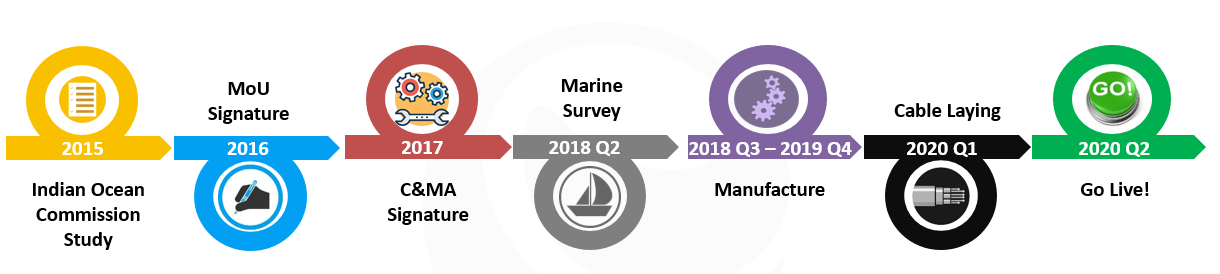 2015
Indian Ocean
Commission
Study
MoU
Signature
2016
2017
C&MA
Signature
Marine
Survey
2018 Q2
2018 Q3 – 2019 Q4
Manufacture
Cable Laying
2020 Q1
GO!
2020 Q2
Go Live!